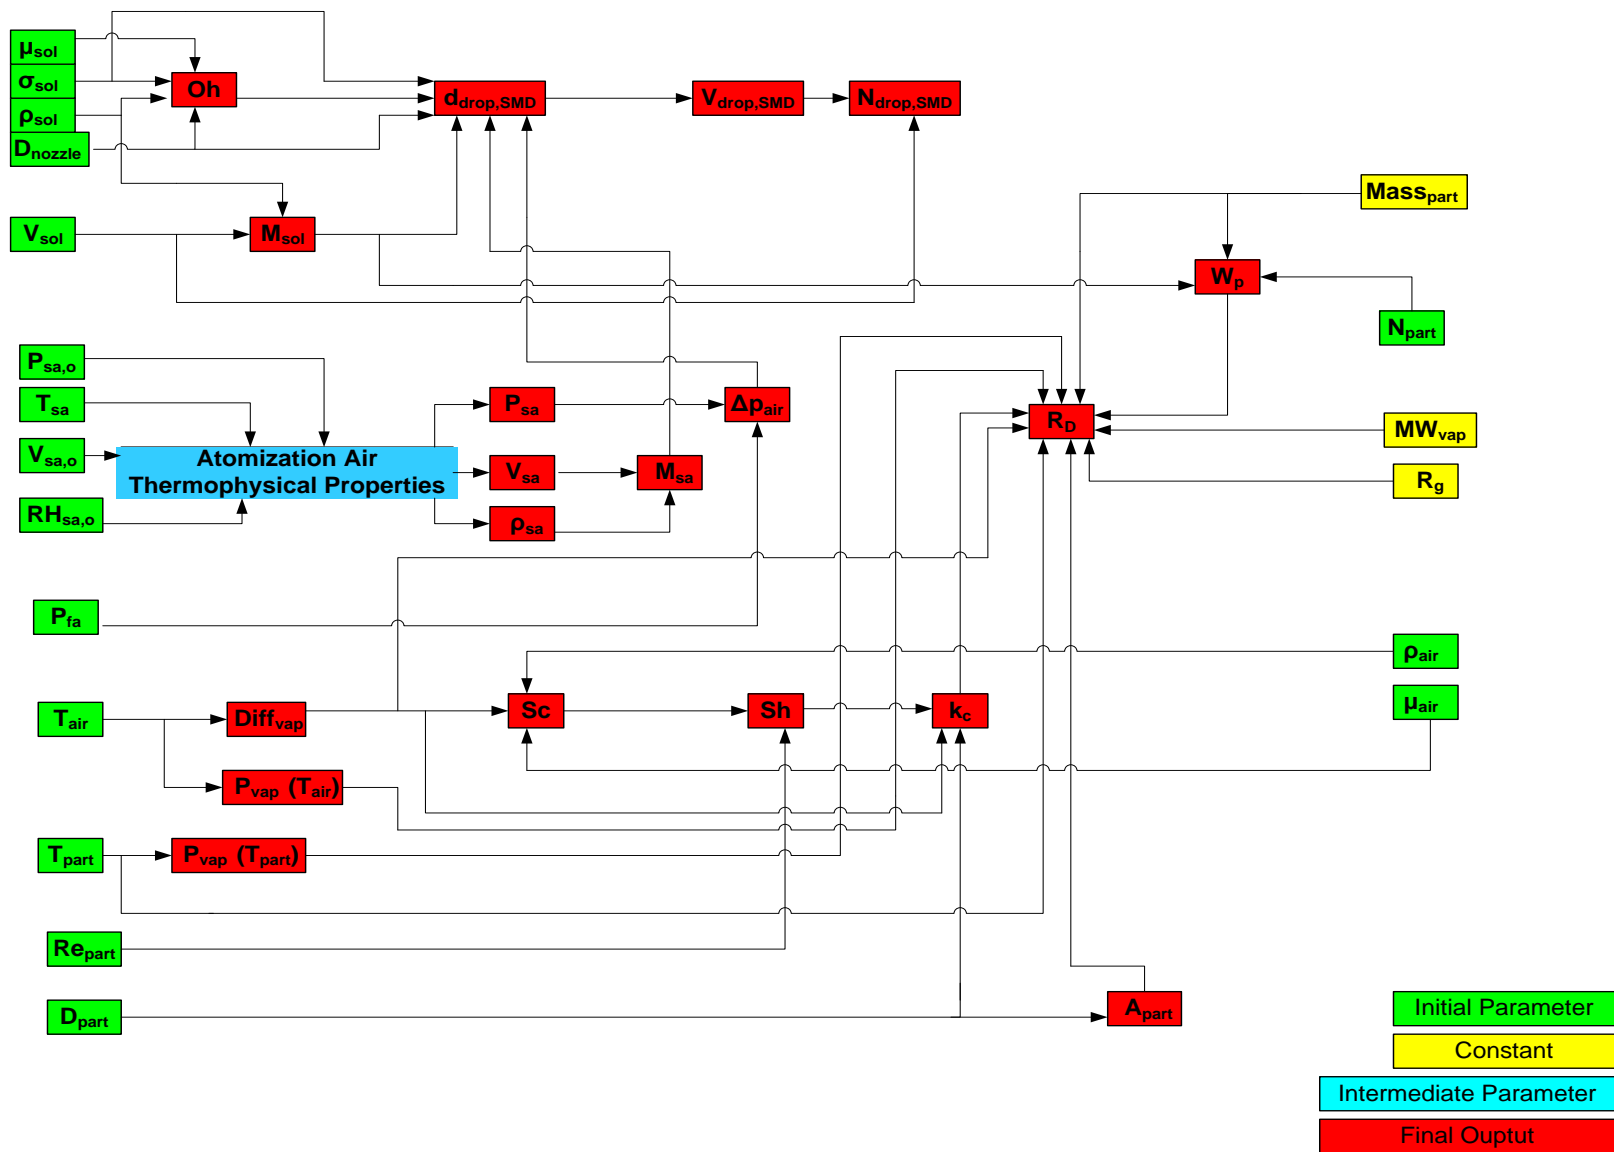 μsol
σsol
ρsol
Dnozzle
Oh
ddrop,SMD
Vdrop,SMD
Ndrop,SMD
Masspart
Vsol
Msol
Wp
Npart
Psa,o
Tsa
Vsa,o
RHsa,o
Atomization Air
Thermophysical Properties
Psa
Vsa
ρsa
Δpair
Msa
RD
MWvap
Rg
Pfa
ρair
μair
Tair
Diffvap
Sc
Sh
kc
Pvap (Tair)
Tpart
Pvap (Tpart)
Repart
Dpart
Apart
Initial Parameter
Constant
Intermediate Parameter
Final Ouptut